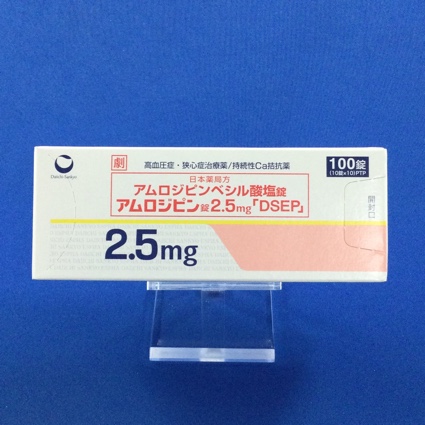 Daiichi-Sankyo
劇
高血圧症・狭心症治療薬/持続性Ca拮抗薬
100錠
(10錠×10)PTP
日本薬局方
アムロジピンベシル酸塩錠
アムロジピン錠2.5mg「DSEP」
開封口
2.5mg